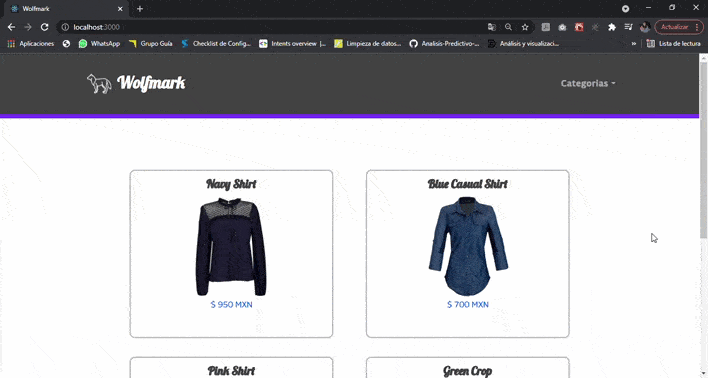 Wolfmark
localhost:3000
Actualizar
Aplicaciones
WhatsApp
Grupo Guía
Checklist de Config...
Intents overview |...
Limpieza de datos...
Analisis-Predictivo-...
Análisis y visualizaci...
»
Lista de lectura
Wolfmark
Categorias
Navy Shirt
$ 950 MXN
Blue Casual Shirt
$ 700 MXN
Pink Shirt
Green Crop